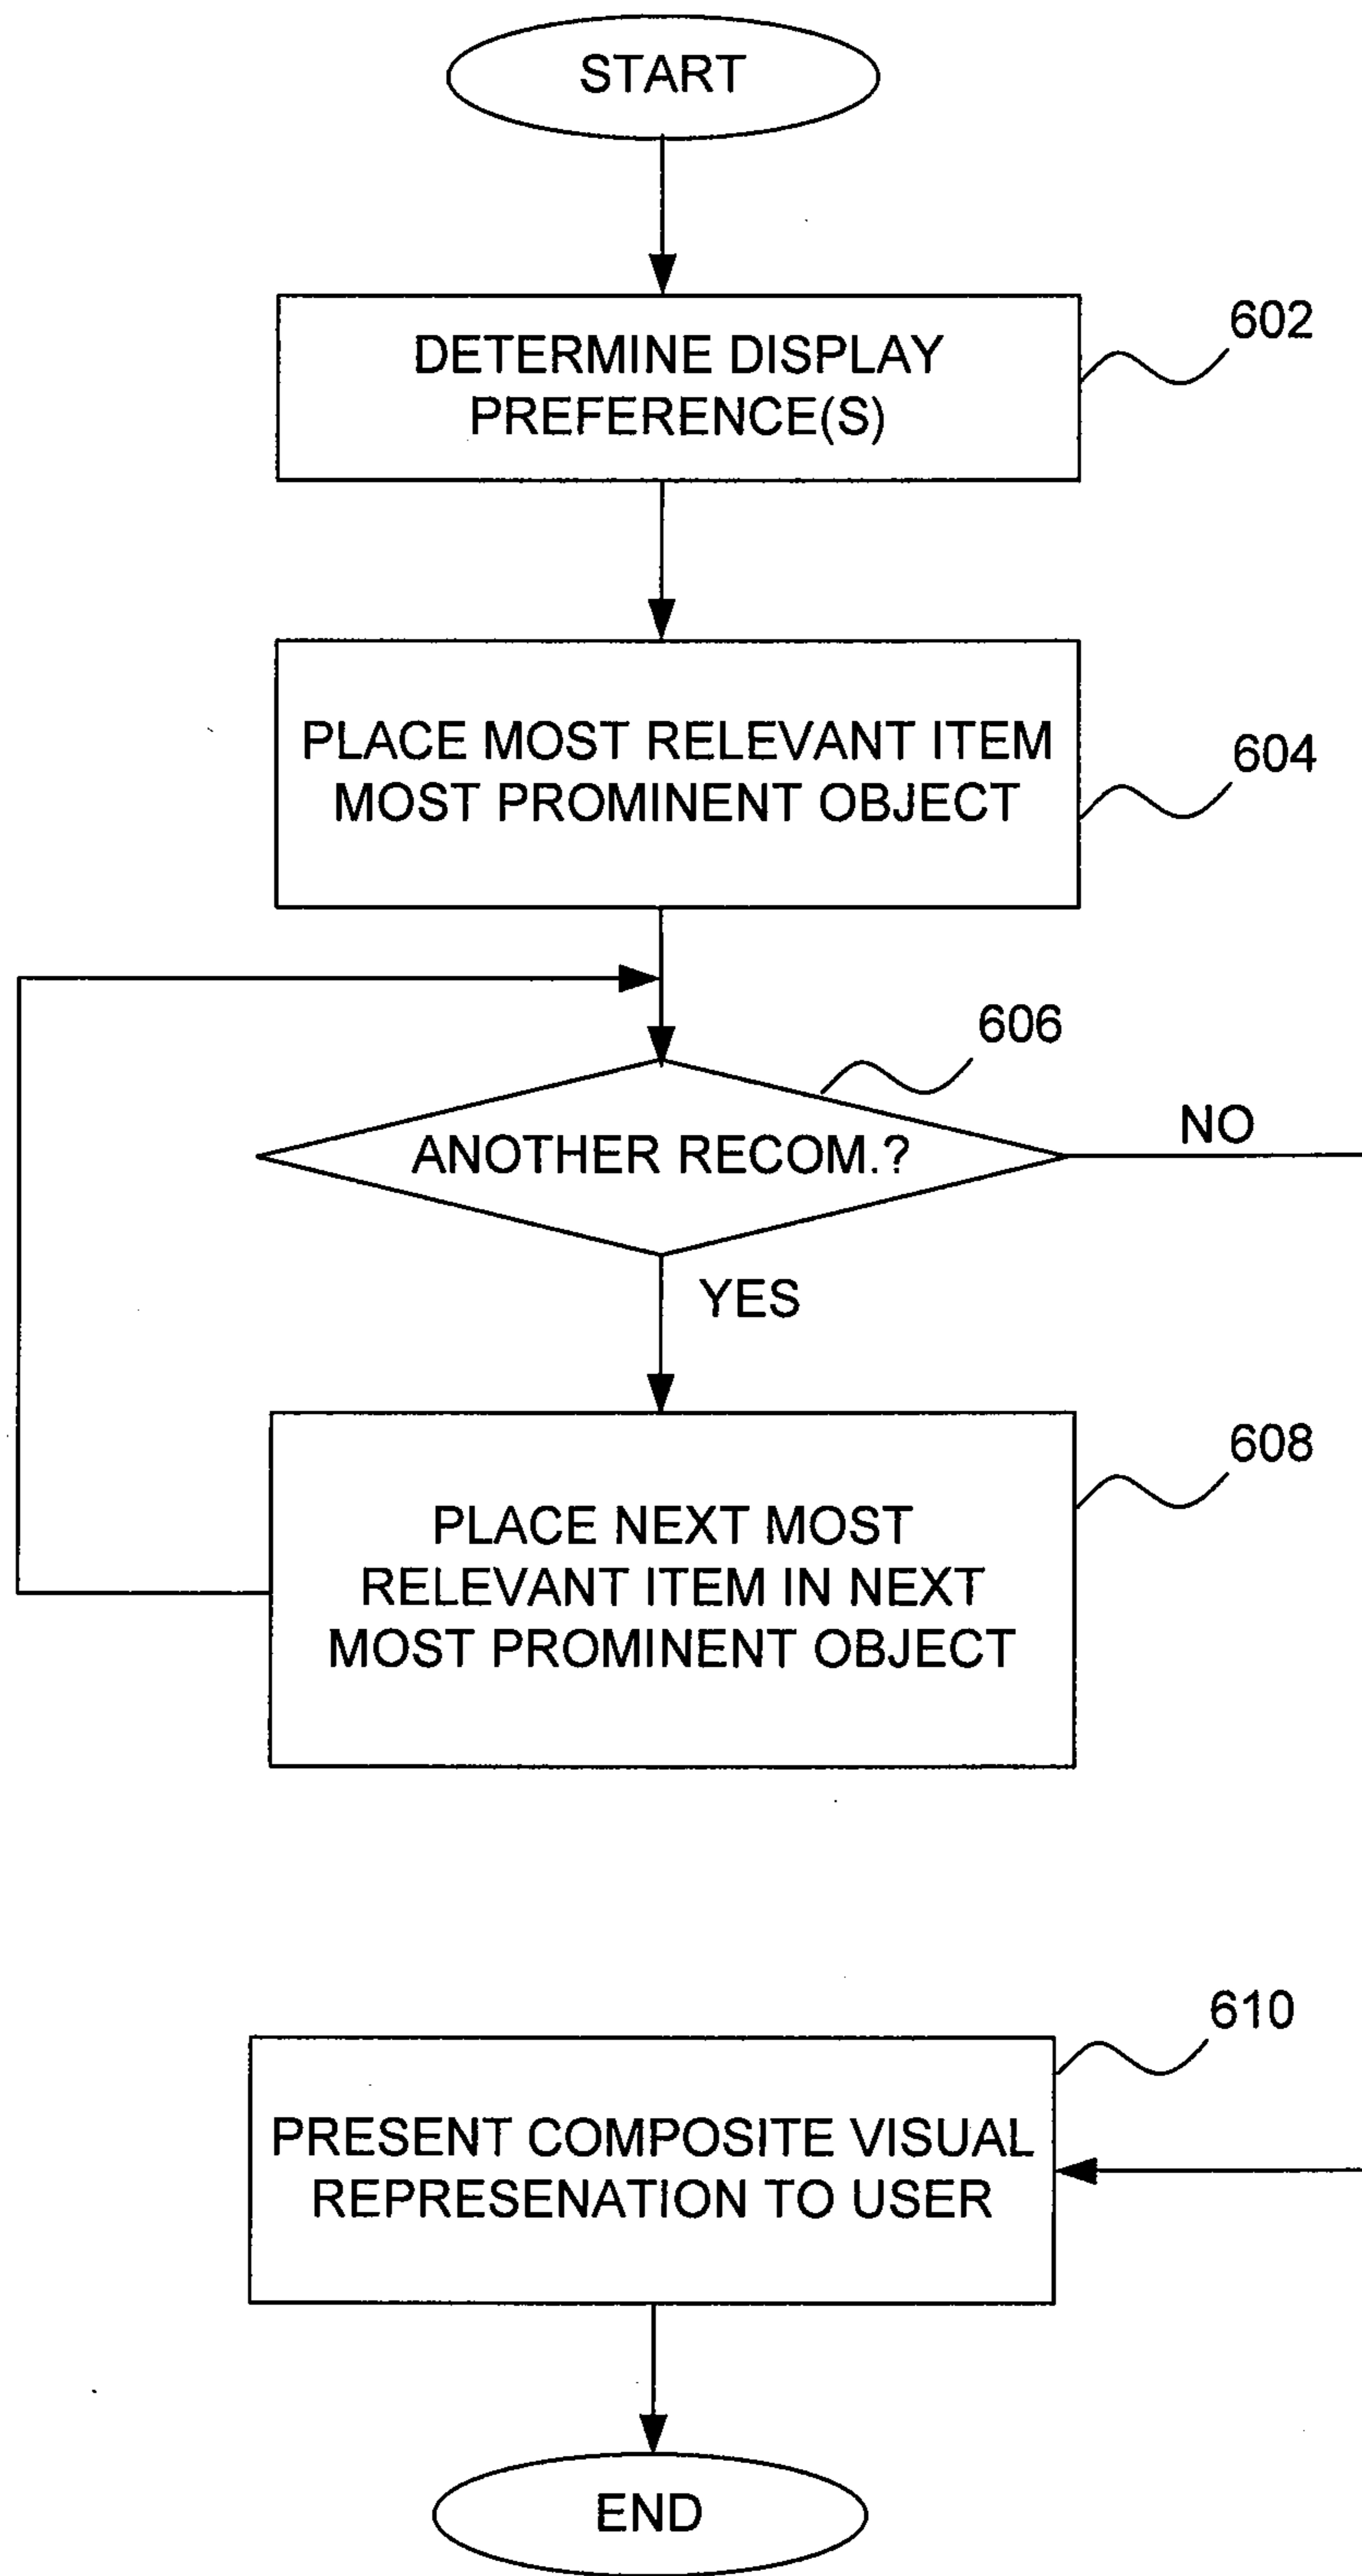 START
DETERMINE DISPLAY
PREFERENCE(S)
602
PLACE MOST RELEVANT ITEM
MOST PROMINENT OBJECT
604
606
ANOTHER RECOM.?
NO
YES
608
PLACE NEXT MOST
RELEVANT ITEM IN NEXT
MOST PROMINENT OBJECT
610
PRESENT COMPOSITE VISUAL
REPRESENATION TO USER
END